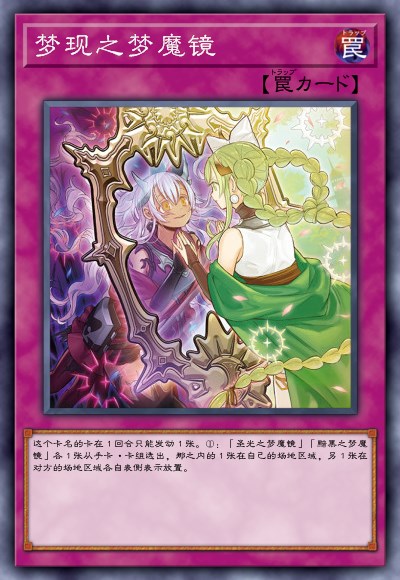 梦现之梦魔镜
トラップ
罠
トラップ
【罠カード】
这个卡名的卡在1回合只能发动1张。①：「圣光之梦魔镜」「黯黑之梦魔
镜」各1张从手卡·卡组选出，那之内的1张在自己的场地区域，另1张在
对方的场地区域各自表侧表示放置。